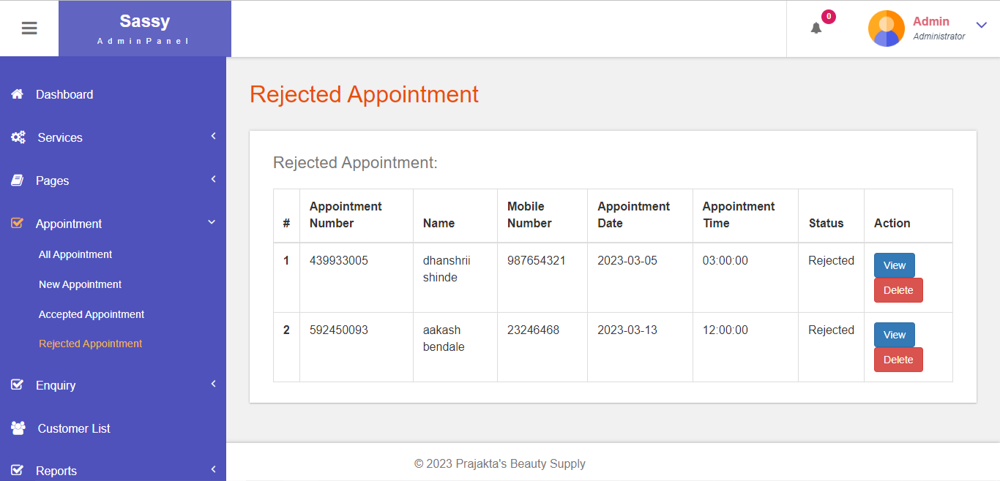 Sassy
AdminPanel
0
Admin
Administrator
Dashboard
Services
Pages
Appointment
All Appointment
New Appointment
Accepted Appointment
Rejected Appointment
Enquiry
Customer List
Reports
Rejected Appointment
Rejected Appointment:
# Appointment Number Name Mobile Number Appointment Date Appointment Time Status Action
1 439933005 dhanshrii shinde 987654321 2023-03-05 03:00:00 Rejected View Delete
2 592450093 aakash bendale 23246468 2023-03-13 12:00:00 Rejected View Delete
© 2023 Prajakta's Beauty Supply